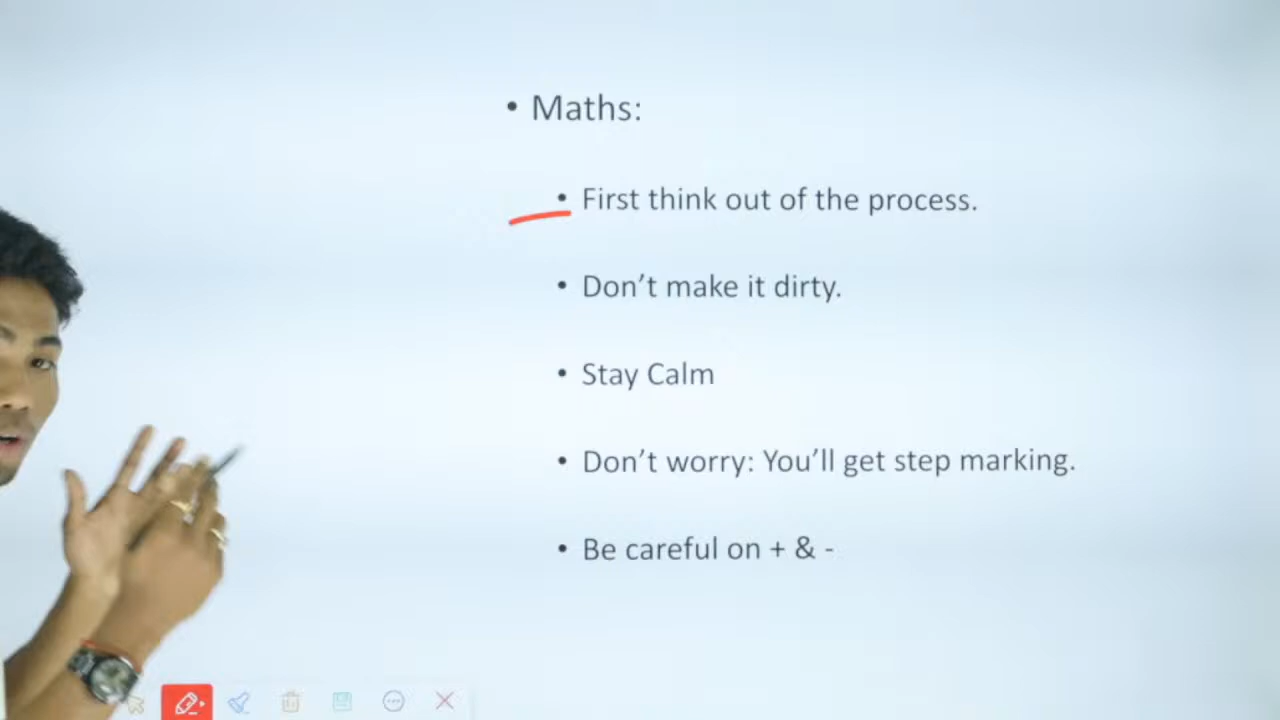 • Maths:
• First think out of the process.
• Don’t make it dirty.
• Stay Calm
• Don’t worry: You’ll get step marking.
• Be careful on + & -